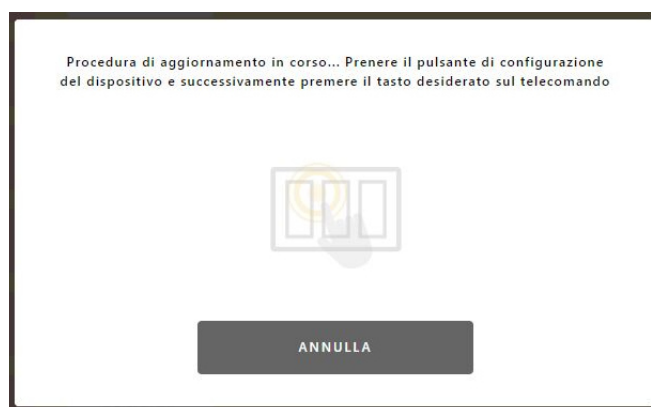 Procedura di aggiornamento in corso... Prenere il pulsante di configurazione
del dispositivo e successivamente premere il tasto desiderato sul telecomando
ANNULLA